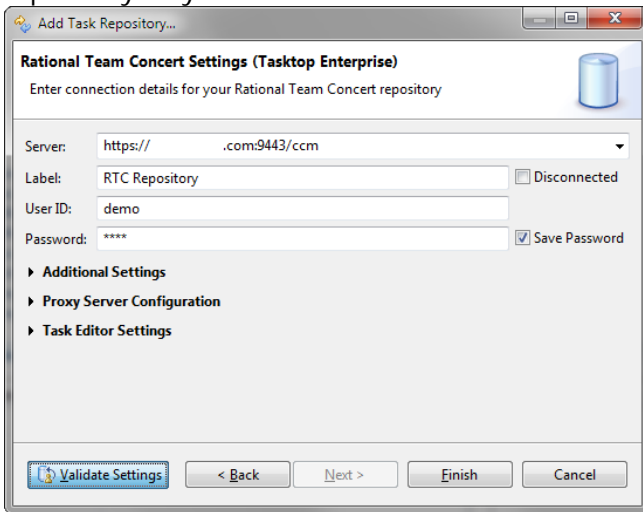 Add Task Repository...
Rational Team Concert Settings (Tasktop Enterprise)
Enter connection details for your Rational Team Concert repository
Server: https:// .com:9443/ccm
Label: RTC Repository Disconnected
User ID: demo
Password: **** Save Password
Additional Settings
Proxy Server Configuration
Task Editor Settings
Validate Settings < Back Next > Finish Cancel